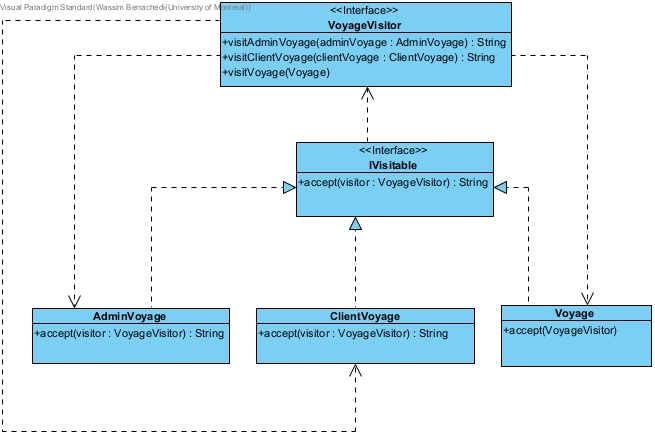 Visual Paradigm Standard(Wassim Berrachedi(University of Montreal))
<<Interface>>
VoyageVisitor
+visitAdminVoyage(adminVoyage : AdminVoyage) : String
+visitClientVoyage(clientVoyage : ClientVoyage) : String
+visitVoyage(Voyage)
<<Interface>>
IVisitable
+accept(visitor : VoyageVisitor) : String
AdminVoyage
+accept(visitor : VoyageVisitor) : String
ClientVoyage
+accept(visitor : VoyageVisitor) : String
Voyage
+accept(VoyageVisitor)